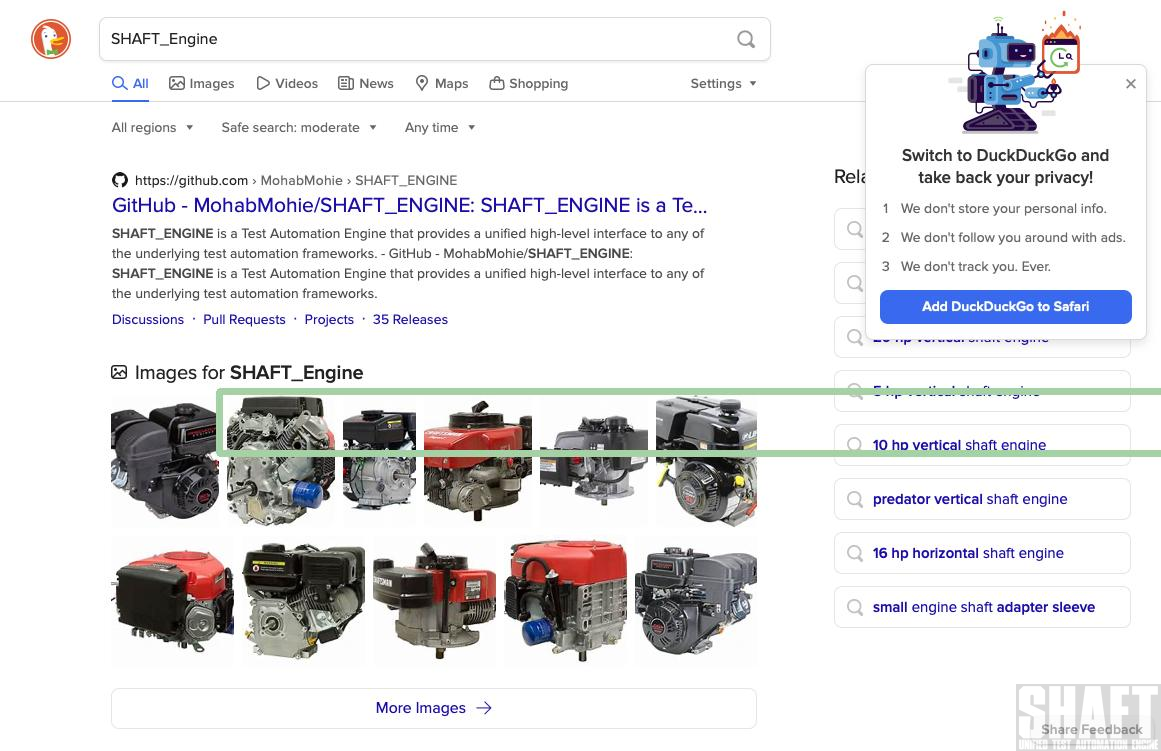 SHAFT_Engine
All
Images
Videos
News
Maps
Shopping
Settings
All regions
Safe search: moderate
Any time
https://github.com › MohabMohie › SHAFT_ENGINE
GitHub - MohabMohie/SHAFT_ENGINE: SHAFT_ENGINE is a Te...
SHAFT_ENGINE is a Test Automation Engine that provides a unified high-level interface to any of
the underlying test automation frameworks. - GitHub - MohabMohie/SHAFT_ENGINE:
SHAFT_ENGINE is a Test Automation Engine that provides a unified high-level interface to any of
the underlying test automation frameworks.
Discussions · Pull Requests · Projects · 35 Releases
Images for SHAFT_Engine
More Images
Switch to DuckDuckGo and
take back your privacy!
1 We don't store your personal info.
2 We don't follow you around with ads.
3 We don't track you. Ever.
Add DuckDuckGo to Safari
20 hp vertical shaft engine
5 hp vertical shaft engine
10 hp vertical shaft engine
predator vertical shaft engine
16 hp horizontal shaft engine
small engine shaft adapter sleeve
SHAFT
Share Feedback